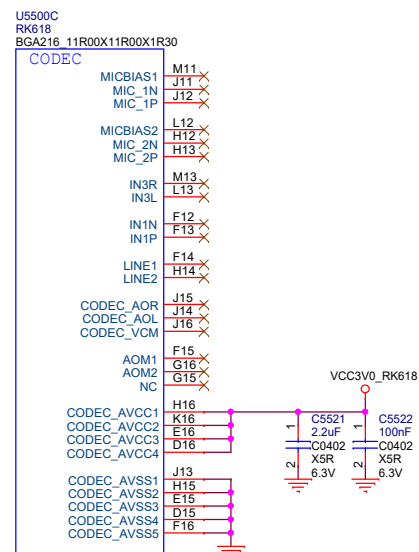 U5500C
RK618
BGA216_11R00X11R00X1R30
CODEC
MICBIAS1 M11
MIC_1N J11
MIC_1P J12
MICBIAS2 L12
MIC_2N H12
MIC_2P H13
IN3R M13
IN3L L13
IN1N F12
IN1P F13
LINE1 F14
LINE2 H14
CODEC_AOR J15
CODEC_AOL J14
CODEC_VCM J16
AOM1 F15
AOM2 G16
NC G15
VCC3V0_RK618
CODEC_AVCC1 H16
CODEC_AVCC2 K16
CODEC_AVCC3 E16
CODEC_AVCC4 D16
1 C5521 1 C5522
2.2uF 100nF
C0402 C0402
2 X5R 2 X5R
6.3V 6.3V
CODEC_AVSS1 J13
CODEC_AVSS2 H15
CODEC_AVSS3 E15
CODEC_AVSS4 D15
CODEC_AVSS5 F16